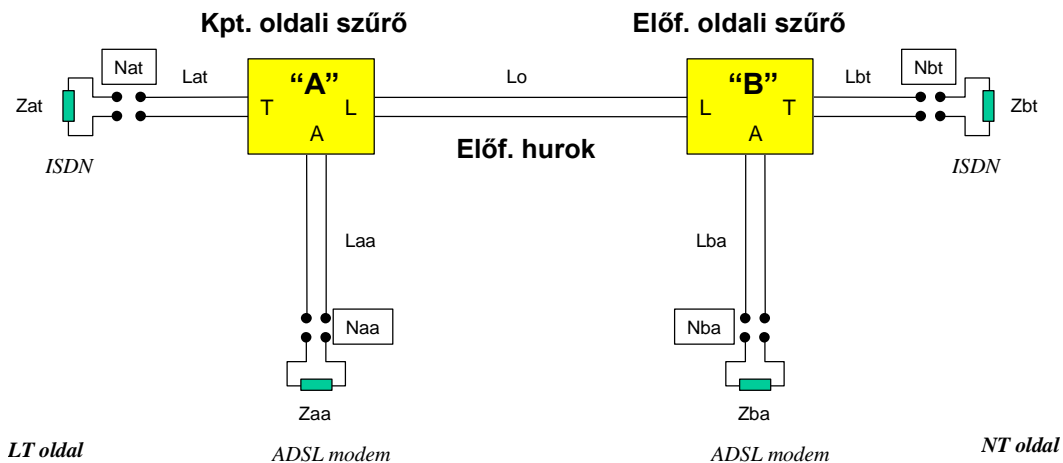 Kpt. oldali szűrő
Előf. oldali szűrő
Nat
Lat
"A"
Lo
"B"
Lbt
Nbt
Zat
T
L
L
T
Zbt
A
A
ISDN
Előf. hurok
ISDN
Laa
Lba
Naa
Nba
Zaa
Zba
LT oldal
ADSL modem
ADSL modem
NT oldal